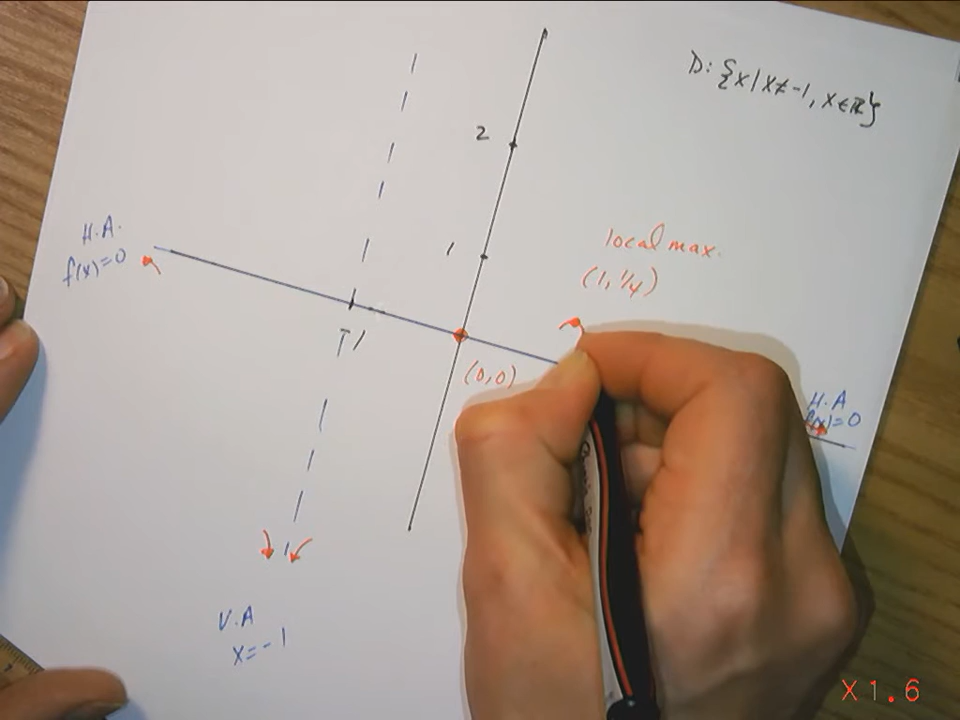 D: {x | x ≠ -1, x ∈ ℝ}
2
H.A.
f(x)=0
1
local max.
(1, 1/4)
-1
(0,0)
H.A
f(x)=0
V.A
x=-1
X1.6